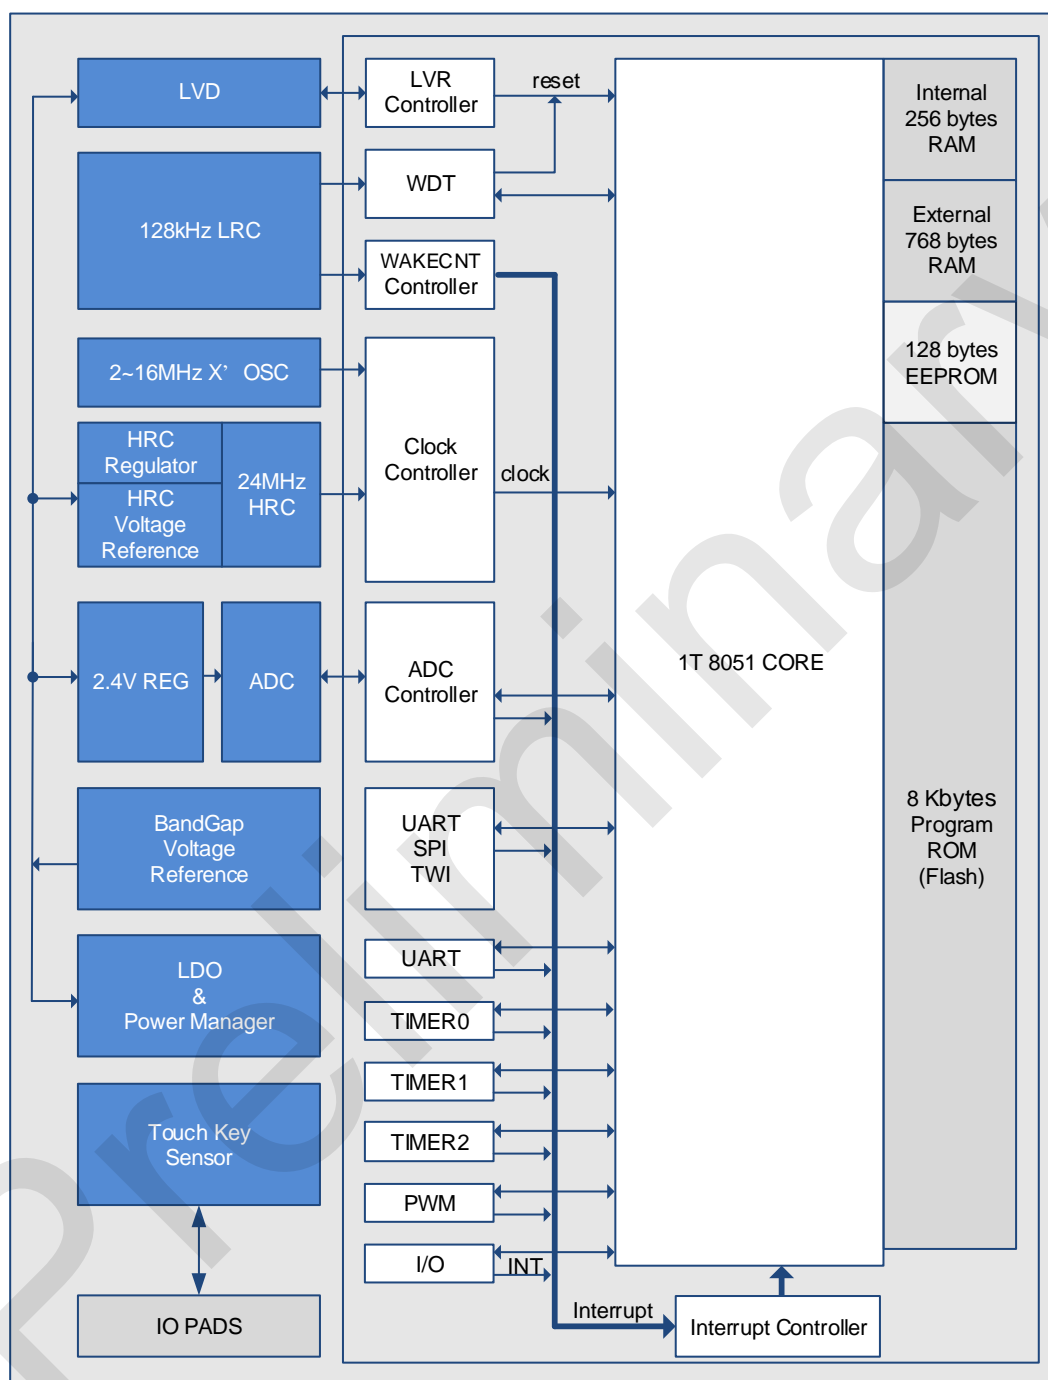 LVD
LVR
Controller
reset
Internal
256 bytes
RAM
128kHz LRC
WDT
External
768 bytes
RAM
WAKECNT
Controller
2~16MHz X’ OSC
128 bytes
EEPROM
HRC
Regulator
HRC
Voltage
Reference
24MHz
HRC
Clock
Controller
clock
1T 8051 CORE
2.4V REG
ADC
ADC
Controller
8 Kbytes
Program
ROM
(Flash)
BandGap
Voltage
Reference
UART
SPI
TWI
LDO
&
Power Manager
UART
TIMER0
TIMER1
Touch Key
Sensor
TIMER2
PWM
I/O
INT
IO PADS
Interrupt
Interrupt Controller
Preliminary